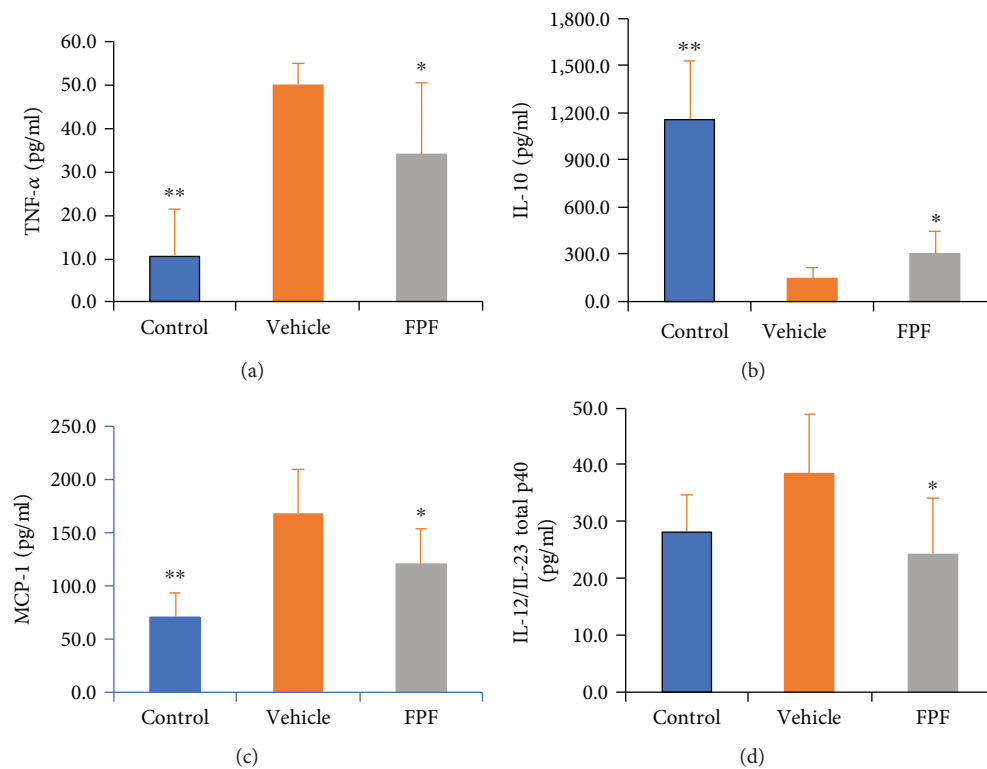 60.0
50.0
40.0
30.0
20.0
10.0
0.0
TNF-α (pg/ml)
**
*
Control Vehicle FPF
(a)
1,800.0
1,500.0
1,200.0
900.0
600.0
300.0
0.0
IL-10 (pg/ml)
**
*
Control Vehicle FPF
(b)
250.0
200.0
150.0
100.0
50.0
0.0
MCP-1 (pg/ml)
**
*
Control Vehicle FPF
(c)
50.0
40.0
30.0
20.0
10.0
0.0
IL-12/IL-23 total p40
(pg/ml)
*
Control Vehicle FPF
(d)